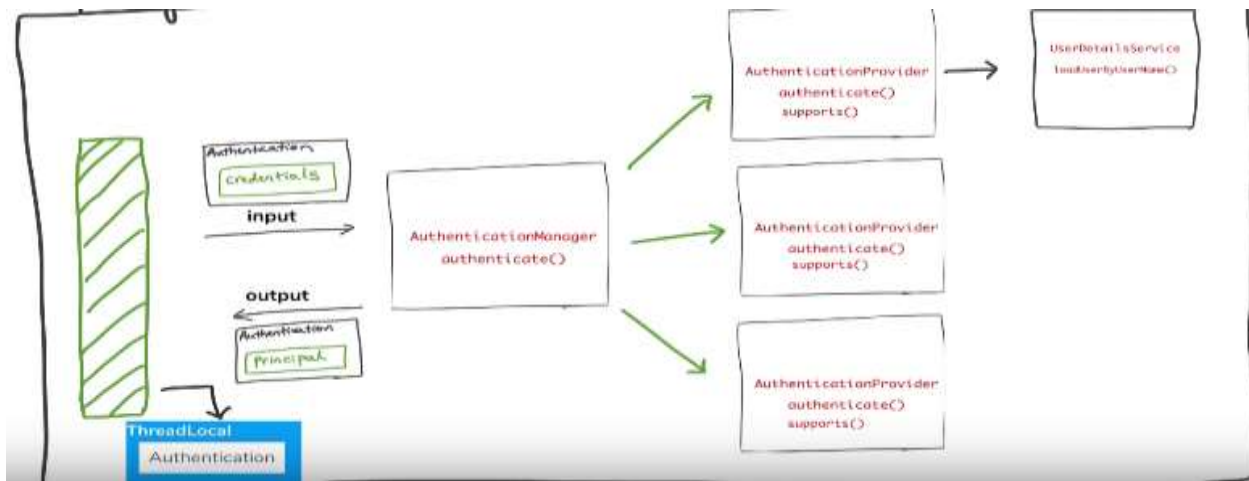 Authentication
credentials
input
AuthenticationManager
authenticate()
output
Authentication
Principal
ThreadLocal
Authentication
AuthenticationProvider
authenticate()
supports()
UserDetailsService
loadUserByUserName()
AuthenticationProvider
authenticate()
supports()
AuthenticationProvider
authenticate()
supports()